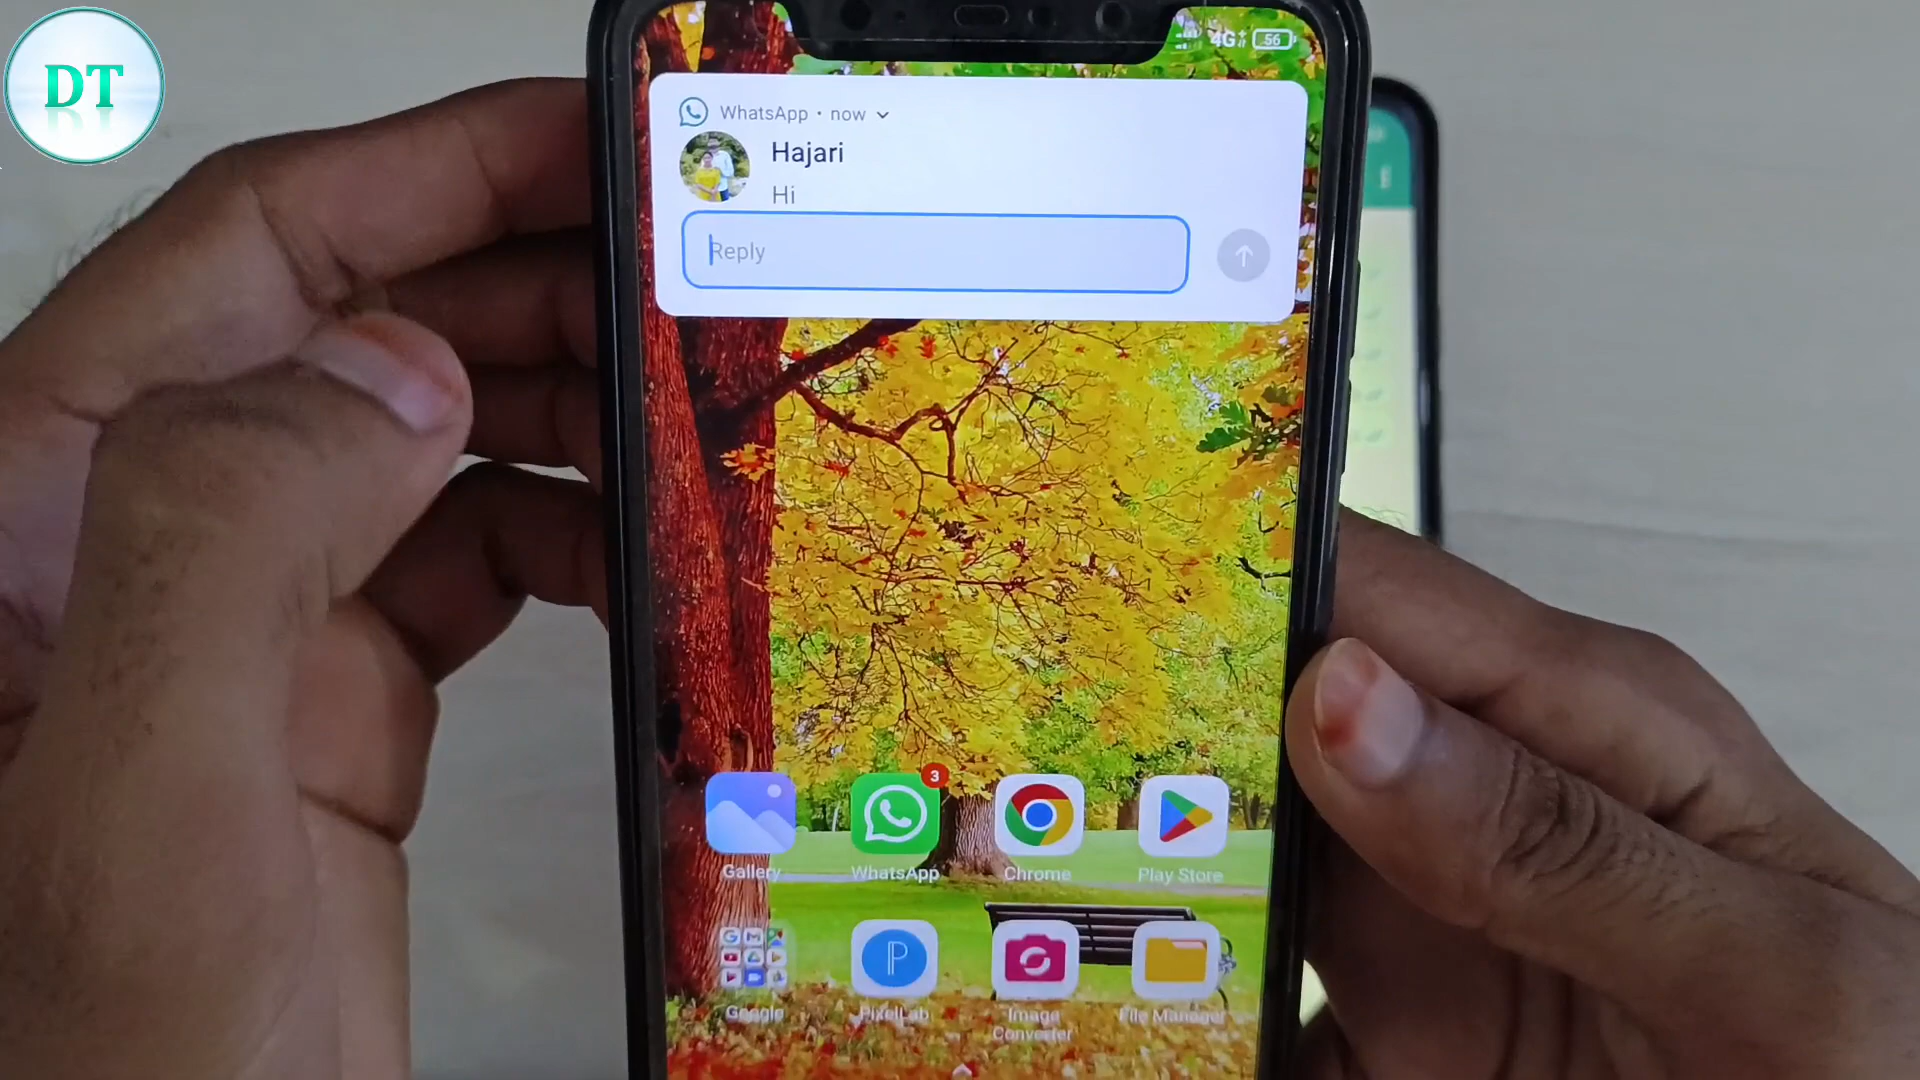 DT
4G+
56
WhatsApp • now
Hajari
Hi
Reply
3
Gallery
WhatsApp
Chrome
Play Store
Google
PixelLab
Image
Converter
File Manager